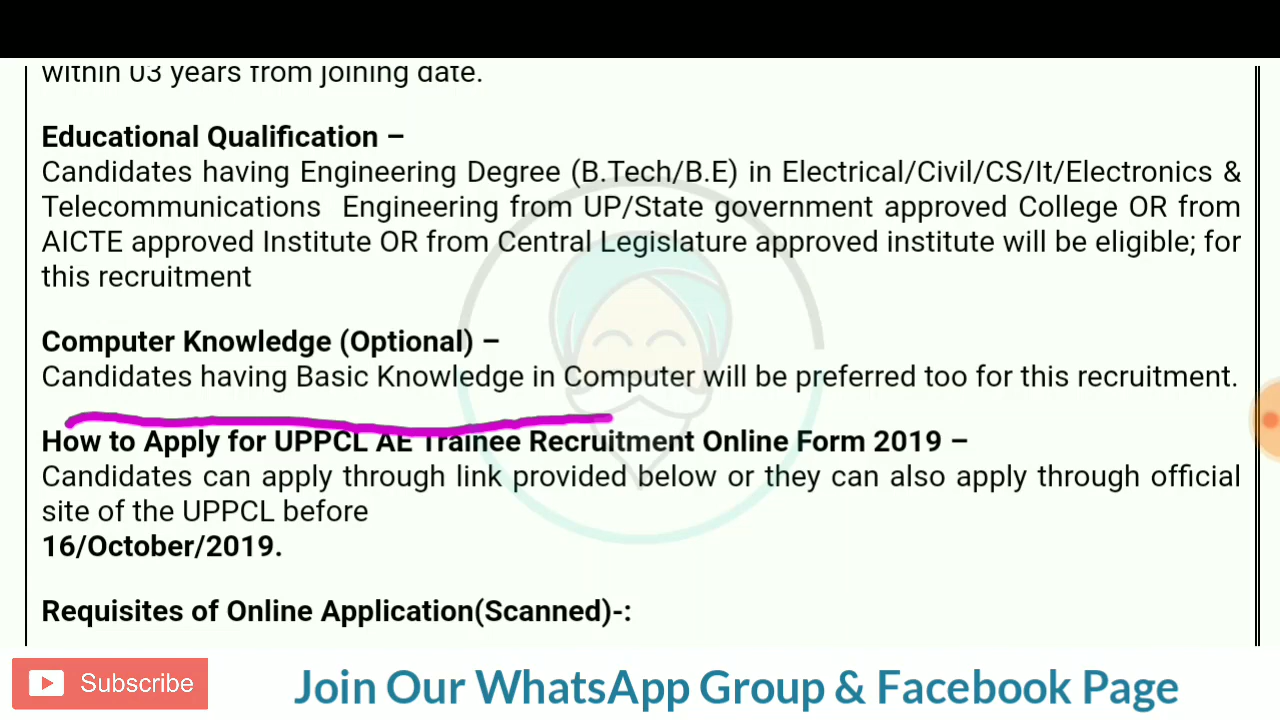 within 03 years from joining date.
Educational Qualification –
Candidates having Engineering Degree (B.Tech/B.E) in Electrical/Civil/CS/It/Electronics &
Telecommunications Engineering from UP/State government approved College OR from
AICTE approved Institute OR from Central Legislature approved institute will be eligible; for
this recruitment
Computer Knowledge (Optional) –
Candidates having Basic Knowledge in Computer will be preferred too for this recruitment.
How to Apply for UPPCL AE Trainee Recruitment Online Form 2019 –
Candidates can apply through link provided below or they can also apply through official
site of the UPPCL before
16/October/2019.
Requisites of Online Application(Scanned)-:
Subscribe
Join Our WhatsApp Group & Facebook Page